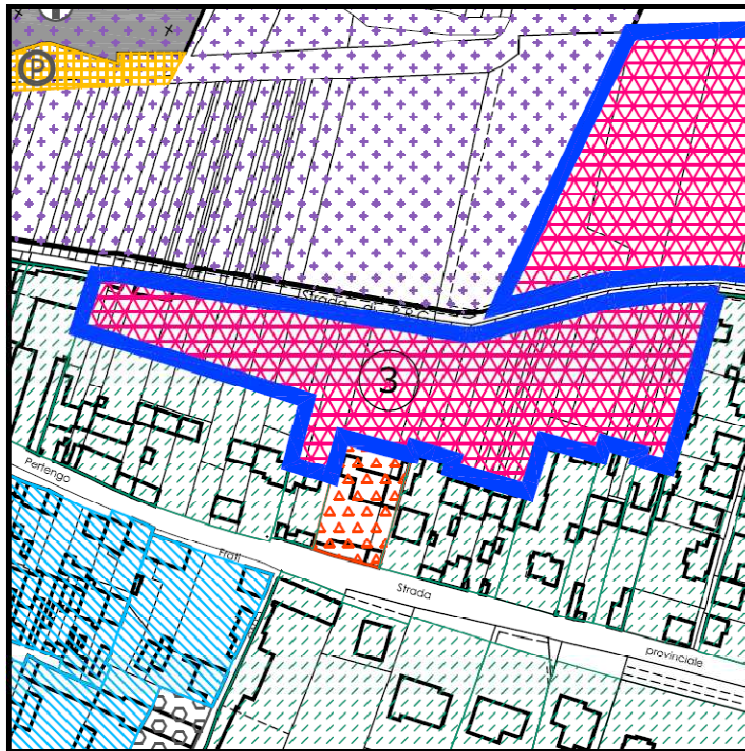 P
Strada di P.R.G.
3
Pertengo
Frati
Strada
provinciale